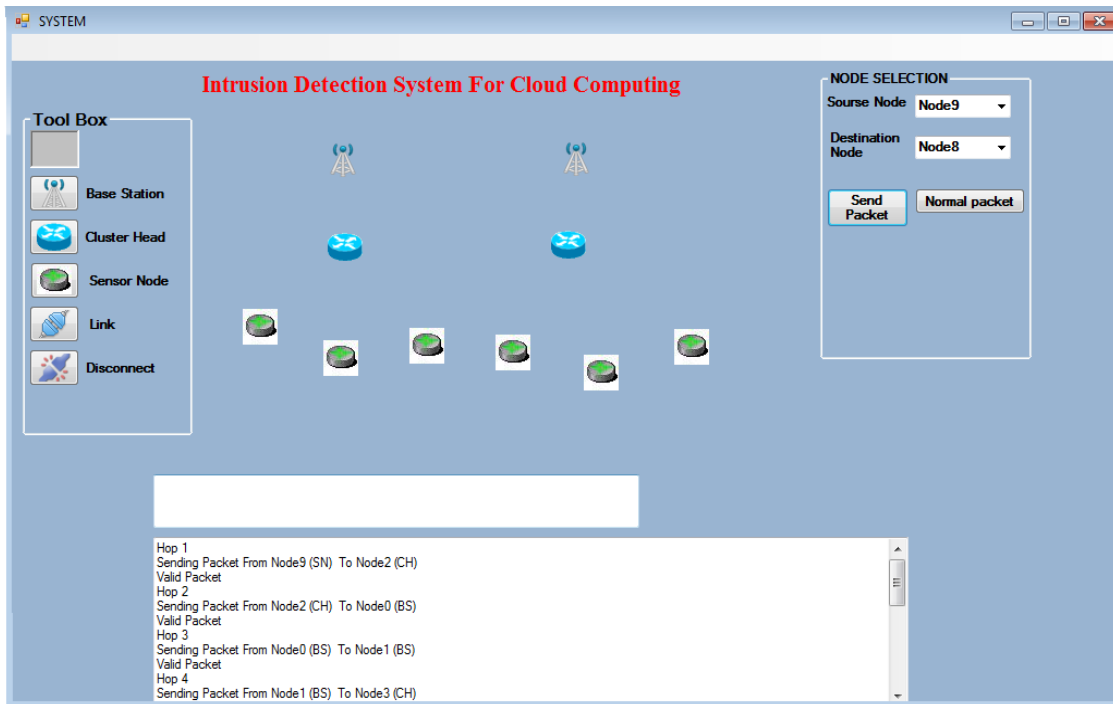 SYSTEM
Intrusion Detection System For Cloud Computing
Tool Box
Base Station
Cluster Head
Sensor Node
Link
Disconnect
NODE SELECTION
Sourse Node
Node9
Destination
Node
Node8
Send
Packet
Normal packet
Hop 1
Sending Packet From Node9 (SN)  To Node2 (CH)
Valid Packet
Hop 2
Sending Packet From Node2 (CH)  To Node0 (BS)
Valid Packet
Hop 3
Sending Packet From Node0 (BS)  To Node1 (BS)
Valid Packet
Hop 4
Sending Packet From Node1 (BS)  To Node3 (CH)